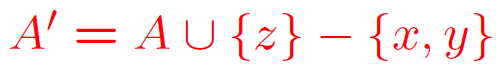 A′ = A ∪ {z} − {x, y}